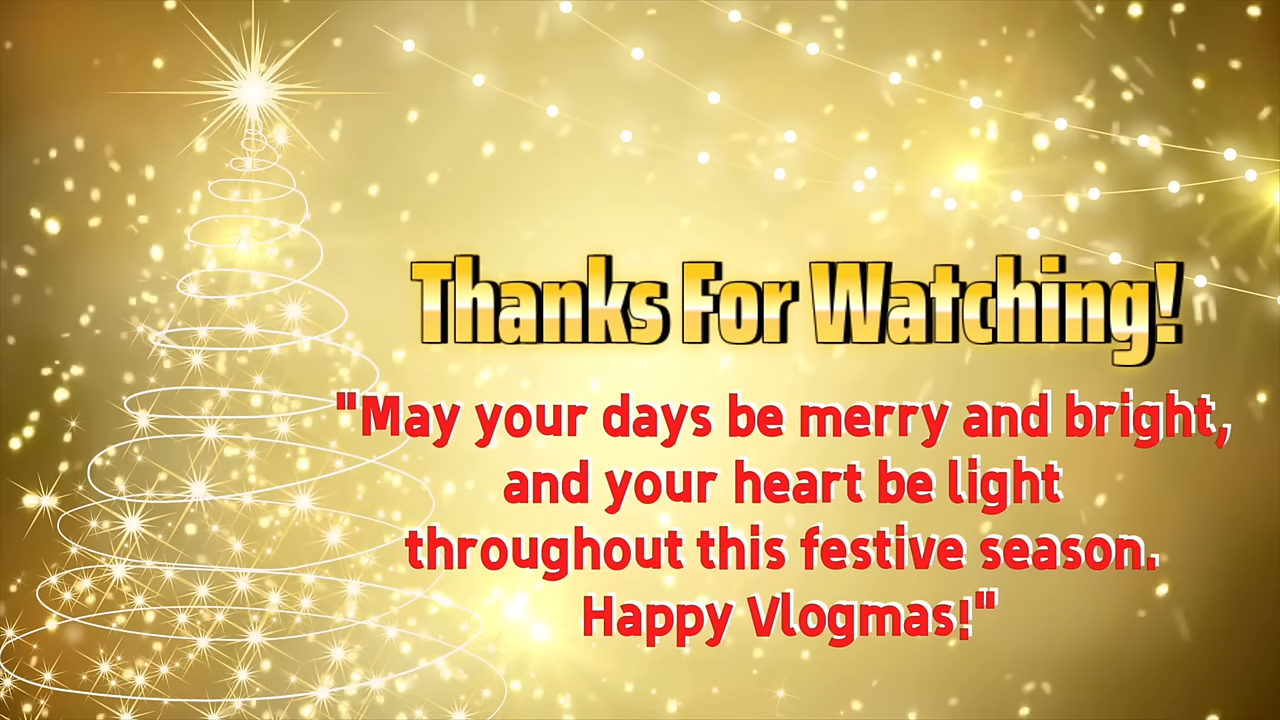 Thanks For Watching!
"May your days be merry and bright,
and your heart be light
throughout this festive season.
Happy Vlogmas!"